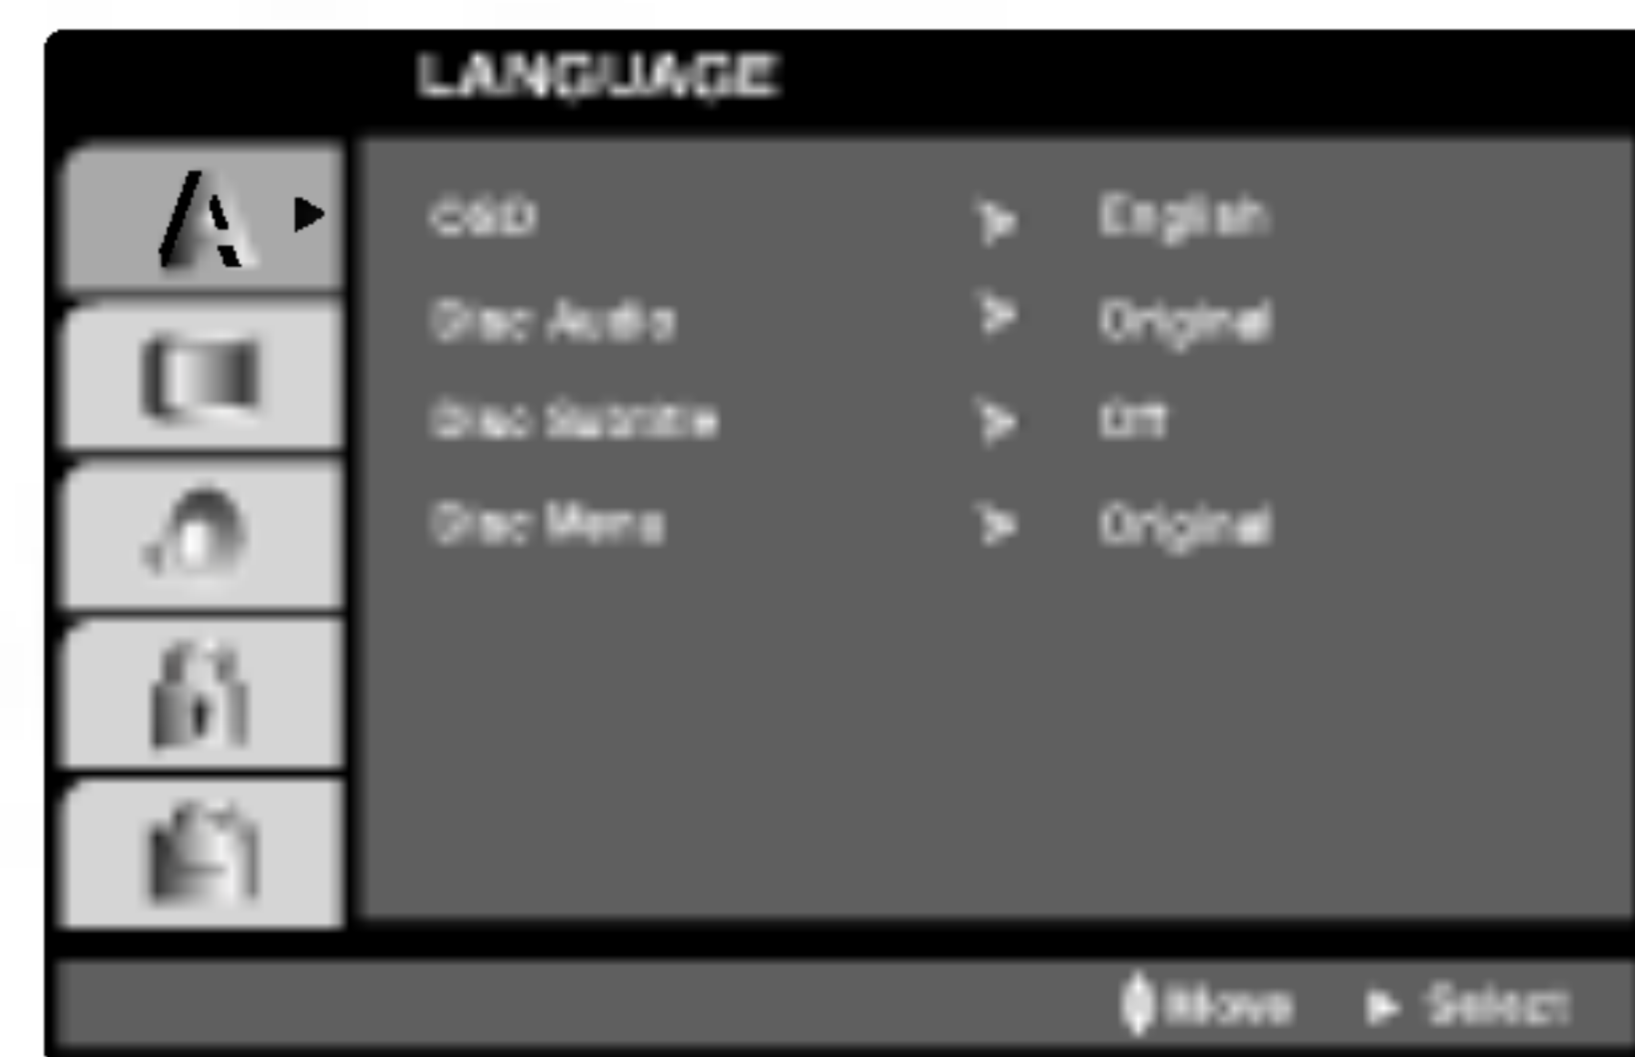 LANGUAGE
OSD English
Disc Audio Original
Disc Subtitle Off
Disc Menu Original
Move Select